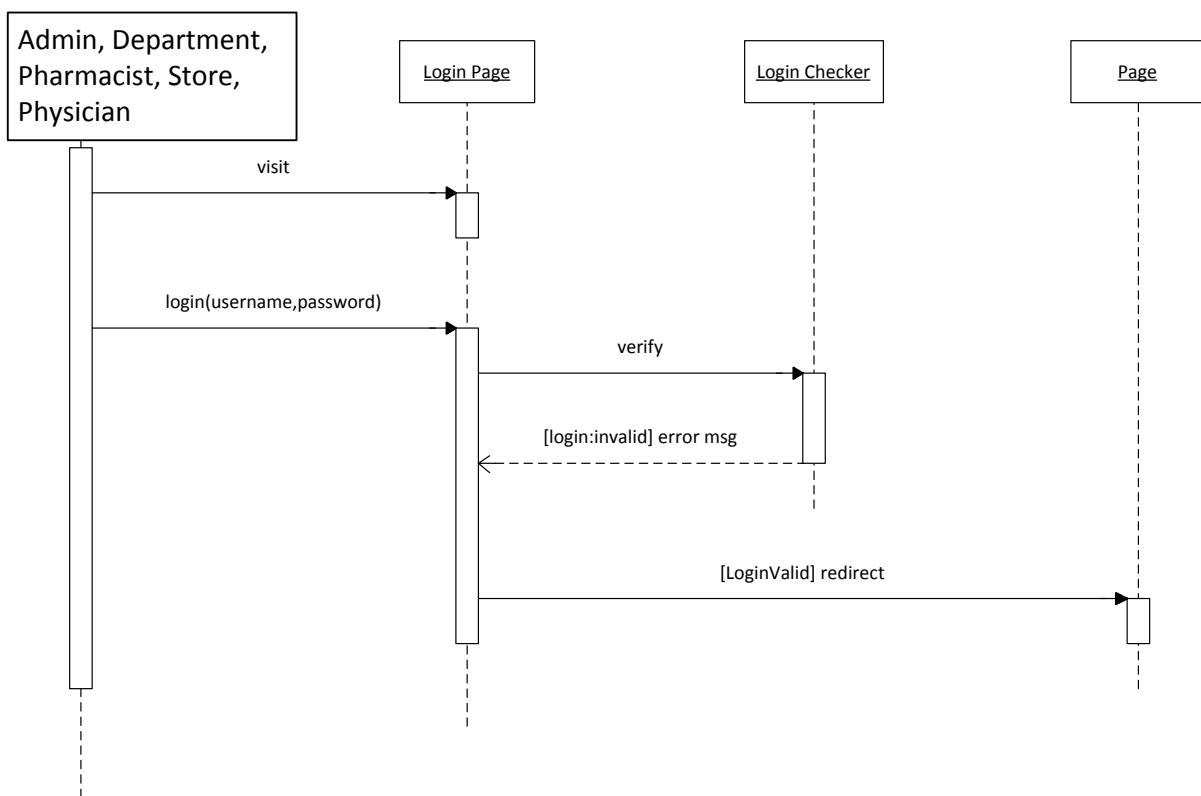 Admin, Department,
Pharmacist, Store,
Physician
Login Page
Login Checker
Page
visit
login(username,password)
verify
[login:invalid] error msg
[LoginValid] redirect